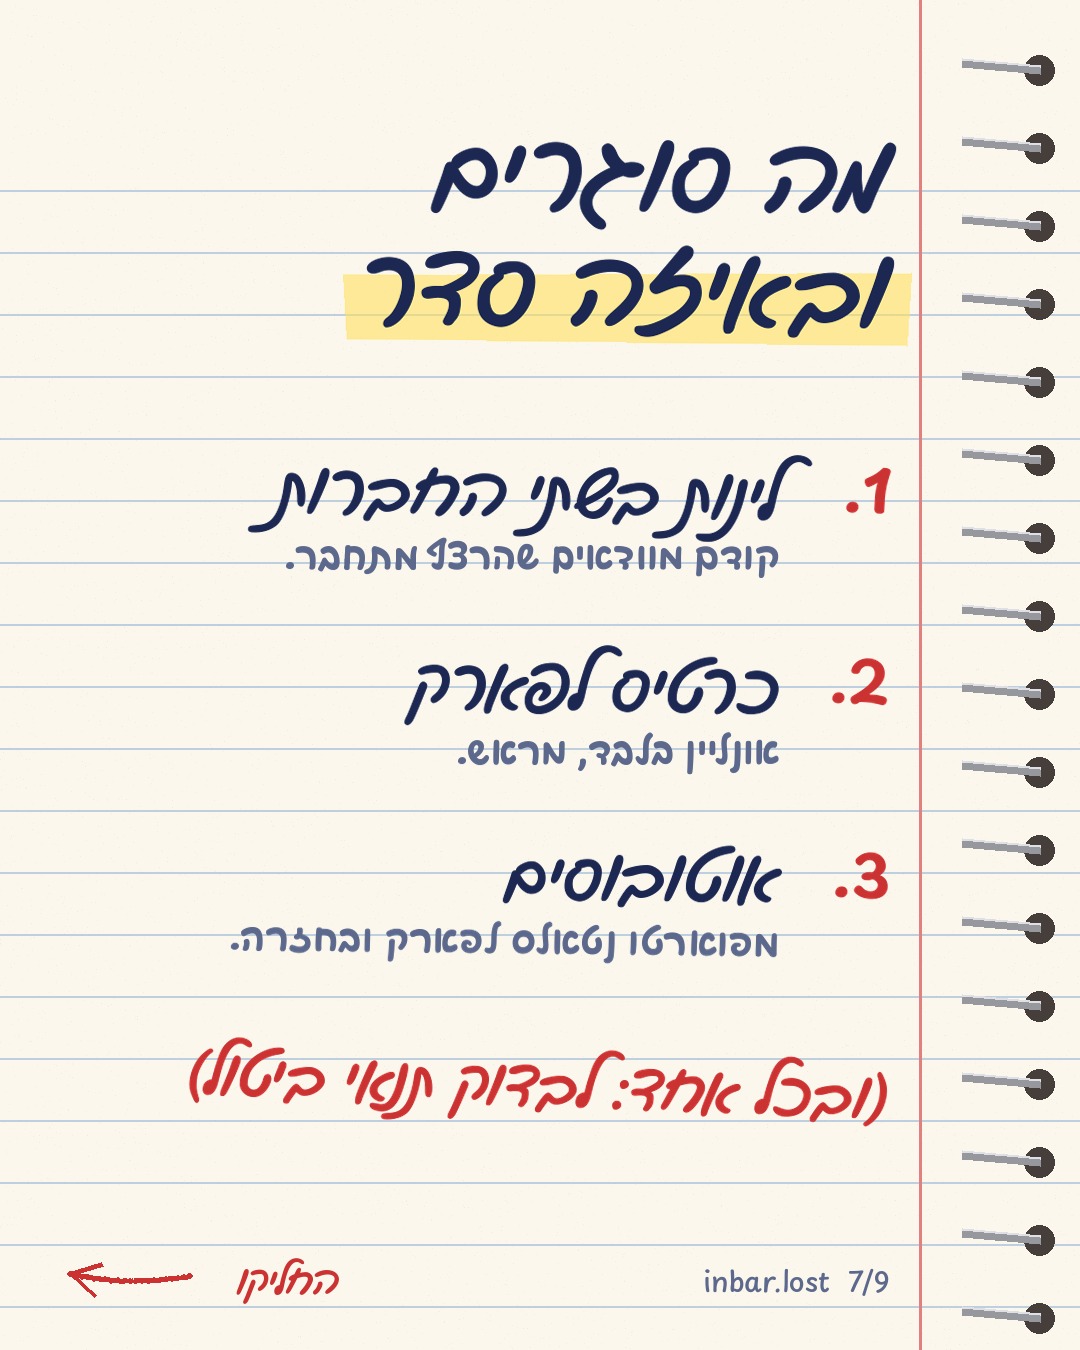 מה סוגרים
ובאיזה סדר
1. לינות בשתי החברות
קודם מוודאים שהרצף מתחבר.
2. כרטיס לפארק
אונליין בלבד, מראש.
3. אוטובוסים
מפוארטו נטאלס לפארק ובחזרה.
(ובכל אחד: לבדוק תנאי ביטול)
החליקו
inbar.lost 7/9